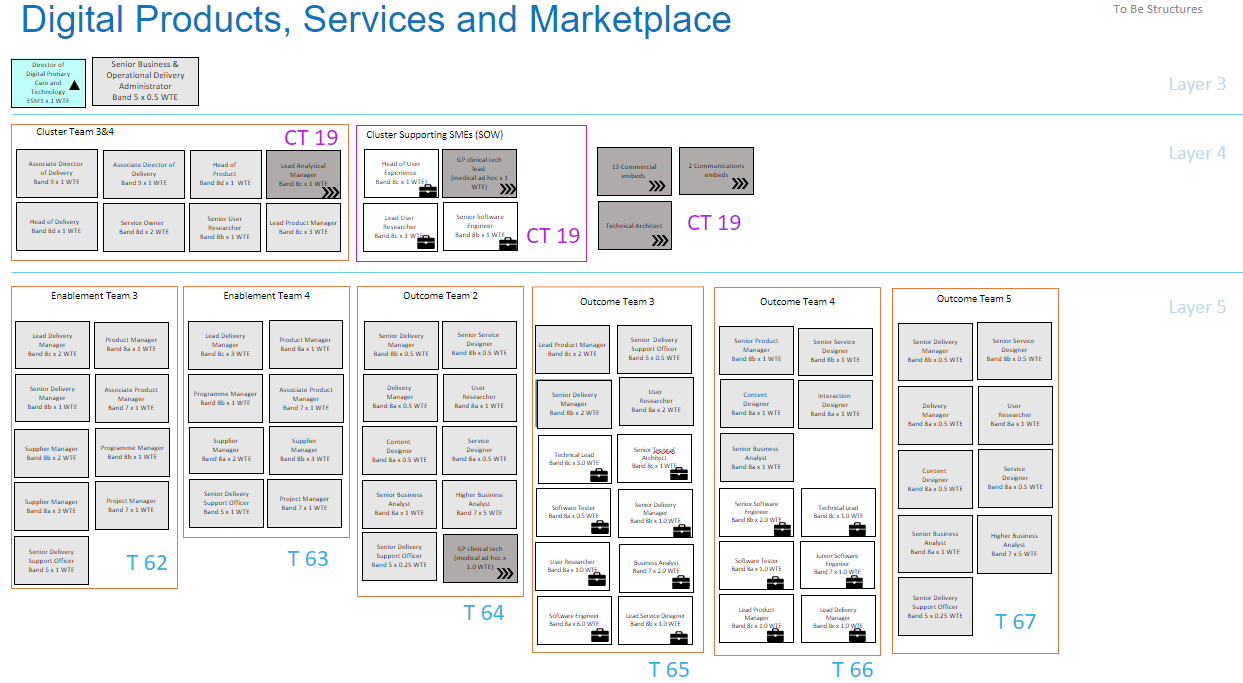 Digital Products, Services and Marketplace
To Be Structures
Director of
Digital Primary
Care and
Technology
ESM1 x 1 WTE
Senior Business &
Operational Delivery
Administrator
Band 5 x 0.5 WTE
Layer 3
Cluster Team 3&4
CT 19
Associate Director
of Delivery
Band 9 x 1 WTE
Associate Director of
Delivery
Band 9 x 1 WTE
Head of
Product
Band 8d x 1 WTE
Lead Analytical
Manager
Band 8c x 1 WTE
Head of Delivery
Band 8d x 1 WTE
Service Owner
Band 8d x 2 WTE
Senior User
Researcher
Band 8b x 1 WTE
Lead Product Manager
Band 8c x 3 WTE
Cluster Supporting SMEs (SOW)
Head of User
Experience
Band 8c x 1 WTE)
GP clinical tech
lead
(medical ad hoc x 1
WTE)
Lead User
Researcher
Band 8c x 1 WTE
Senior Software
Engineer
Band 8b x 1 WTE
CT 19
13 Commercial
embeds
2 Communications
embeds
Technical Architect
CT 19
Layer 4
Layer 5
Enablement Team 3
Lead Delivery
Manager
Band 8c x 2 WTE
Product Manager
Band 8a x 1 WTE
Senior Delivery
Manager
Band 8b x 1 WTE
Associate Product
Manager
Band 7 x 1 WTE
Supplier Manager
Band 8b x 2 WTE
Programme Manager
Band 8b x 1 WTE
Supplier Manager
Band 8a x 3 WTE
Project Manager
Band 7 x 1 WTE
Senior Delivery
Support Officer
Band 5 x 1 WTE
T 62
Enablement Team 4
Lead Delivery
Manager
Band 8c x 3 WTE
Product Manager
Band 8a x 1 WTE
Programme Manager
Band 8b x 1 WTE
Associate Product
Manager
Band 7 x 1 WTE
Supplier
Manager
Band 8a x 2 WTE
Supplier
Manager
Band 8b x 3 WTE
Senior Delivery
Support Officer
Band 5 x 1 WTE
Project Manager
Band 7 x 1 WTE
T 63
Outcome Team 2
Senior Delivery
Manager
Band 8b x 0.5 WTE
Senior Service
Designer
Band 8b x 0.5 WTE
Delivery
Manager
Band 8a x 0.5 WTE
User
Researcher
Band 8a x 1 WTE
Content
Designer
Band 8a x 0.5 WTE
Service
Designer
Band 8a x 0.5 WTE
Senior Business
Analyst
Band 8a x 1 WTE
Higher Business
Analyst
Band 7 x 5 WTE
Senior Delivery
Support Officer
Band 5 x 0.25 WTE
GP clinical tech
(medical ad hoc x
1.0 WTE)
T 64
Outcome Team 3
Lead Product Manager
Band 8c x 2 WTE
Senior Delivery
Support Officer
Band 5 x 0.5 WTE
Senior Delivery
Manager
Band 8b x 2 WTE
User
Researcher
Band 8a x 2 WTE
Technical Lead
Band 8c x 3.0 WTE
Senior
Architect
Band 8c x 1 WTE
Software Tester
Band 8a x 0.5 WTE
Senior Delivery
Manager
Band 8b x 1.0 WTE
User Researcher
Band 8a x 1.0 WTE
Business Analyst
Band 7 x 2.0 WTE
Software Engineer
Band 8a x 6.0 WTE
Lead Service Designer
Band 8b x 1.0 WTE
T 65
Outcome Team 4
Senior Product
Manager
Band 8b x 1 WTE
Senior Service
Designer
Band 8b x 1 WTE
Content
Designer
Band 8a x 1 WTE
Interaction
Designer
Band 8a x 1 WTE
Senior Business
Analyst
Band 8a x 1 WTE
Senior Software
Engineer
Band 8b x 2.0 WTE
Technical Lead
Band 8c x 1.0 WTE
Software Tester
Band 8a x 1.0 WTE
Junior Software
Engineer
Band 7 x 1.0 WTE
Lead Product
Manager
Band 8c x 1.0 WTE
Lead Delivery
Manager
Band 8c x 1.0 WTE
T 66
Outcome Team 5
Senior Delivery
Manager
Band 8b x 0.5 WTE
Senior Service
Designer
Band 8b x 0.5 WTE
Delivery
Manager
Band 8a x 0.5 WTE
User
Researcher
Band 8a x 1 WTE
Content
Designer
Band 8a x 0.5 WTE
Service
Designer
Band 8a x 0.5 WTE
Senior Business
Analyst
Band 8a x 1 WTE
Higher Business
Analyst
Band 7 x 5 WTE
Senior Delivery
Support Officer
Band 5 x 0.25 WTE
T 67